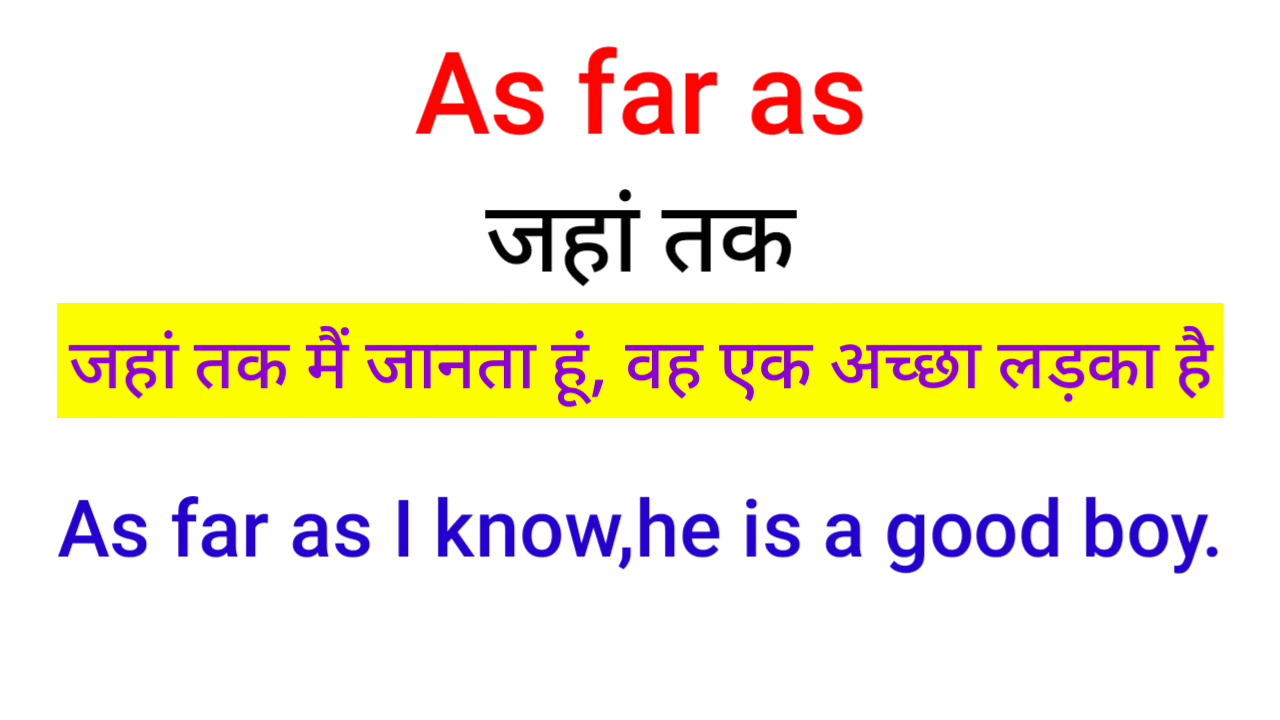 As far as
जहां तक
जहां तक मैं जानता हूं, वह एक अच्छा लड़का है
As far as I know,he is a good boy.